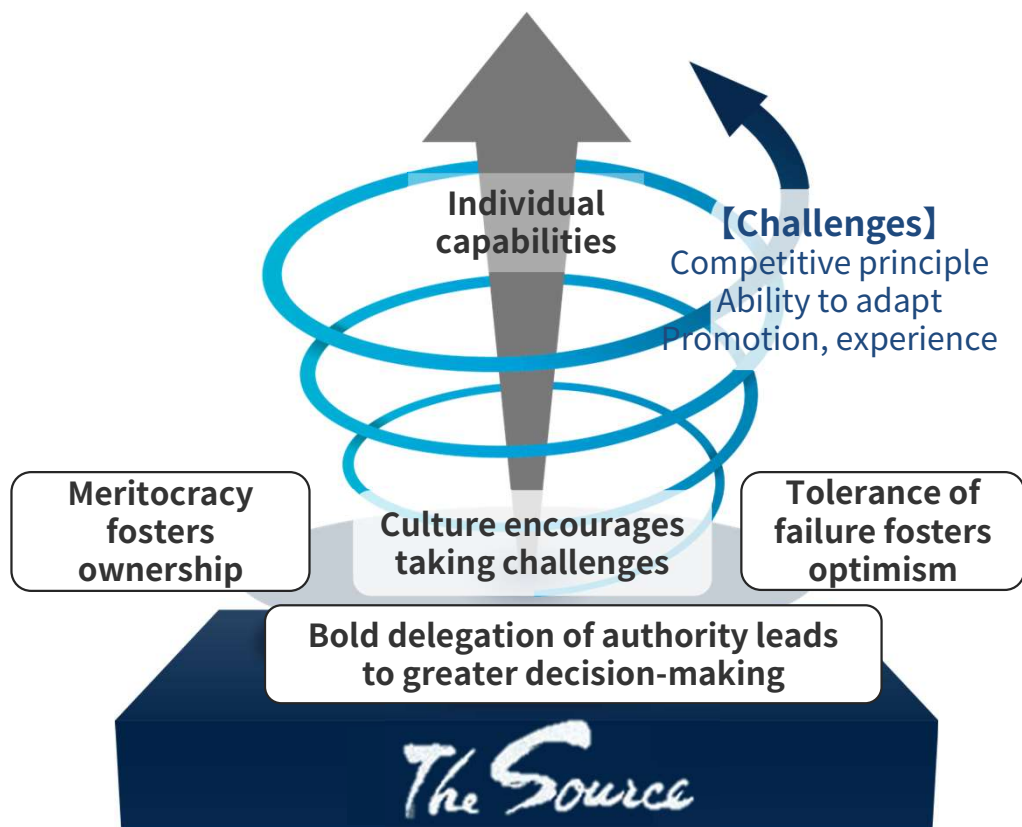 Individual
capabilities
【Challenges】
Competitive principle
Ability to adapt
Promotion, experience
Meritocracy
fosters
ownership
Culture encourages
taking challenges
Tolerance of
failure fosters
optimism
Bold delegation of authority leads
to greater decision-making
The Source